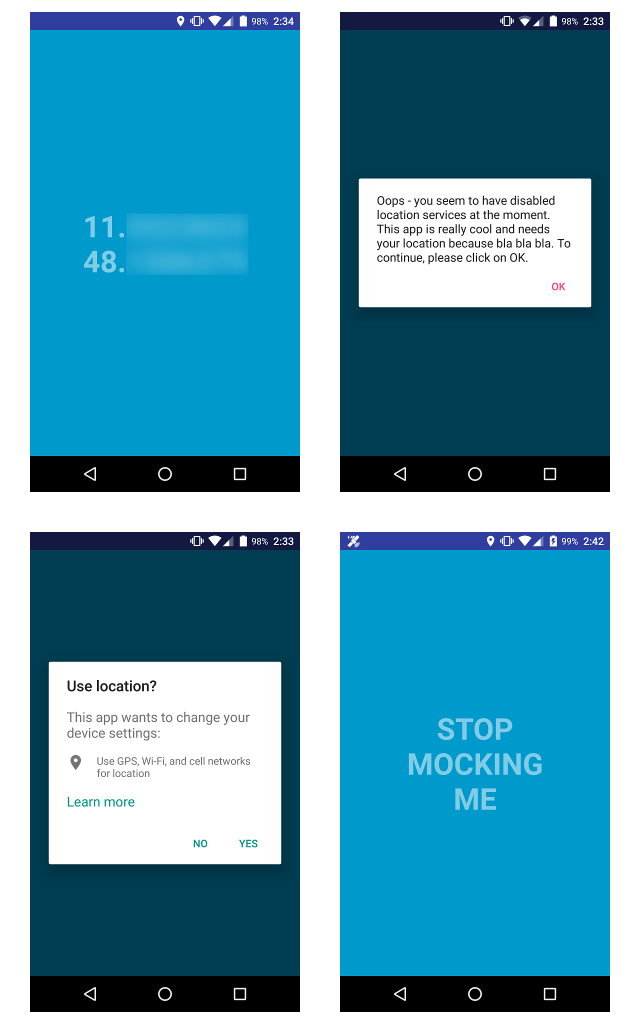 98% 2:34
11.
48.
98% 2:33
Oops - you seem to have disabled
location services at the moment.
This app is really cool and needs
your location because bla bla bla. To
continue, please click on OK.
OK
98% 2:33
Use location?
This app wants to change your
device settings:
Use GPS, Wi-Fi, and cell networks
for location
Learn more
NO YES
99% 2:42
STOP
MOCKING
ME